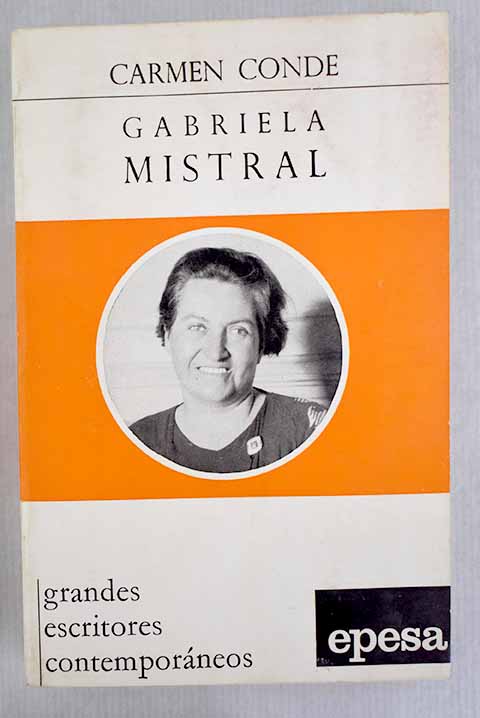 CARMEN CONDE
GABRIELA
MISTRAL
grandes
escritores
contemporáneos
epesa